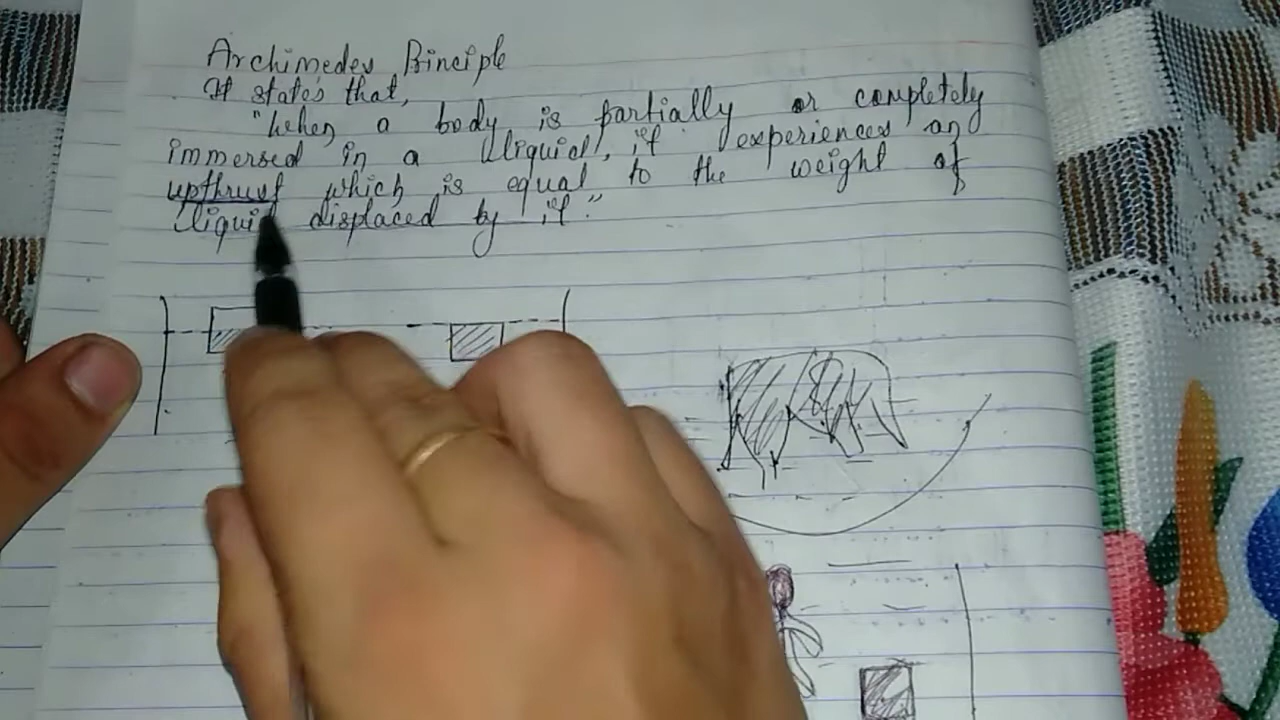 Archimedes Principle
It states that,
"When a body is partially or completely
immersed in a liquid, it experiences an
upthrust which is equal to the weight of
liquid displaced by it."